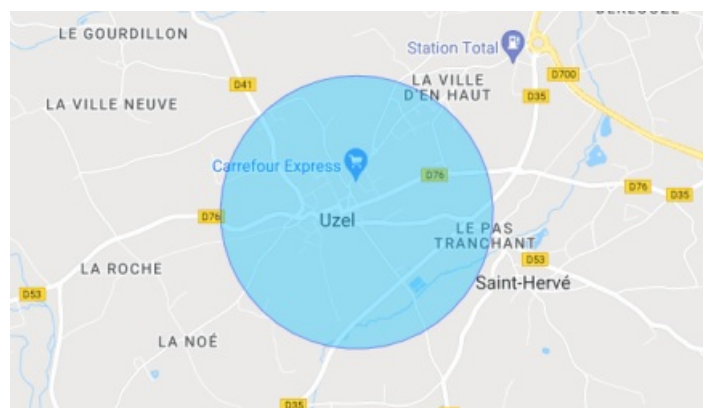 LE GOURDILLON
Station Total
D700
D41
LA VILLE
D'EN HAUT
D35
LA VILLE NEUVE
Carrefour Express
D76
D76
D35
D76
Uzel
LE PAS
TRANCHANT
D53
LA ROCHE
Saint-Hervé
D53
LA NOÉ
D35